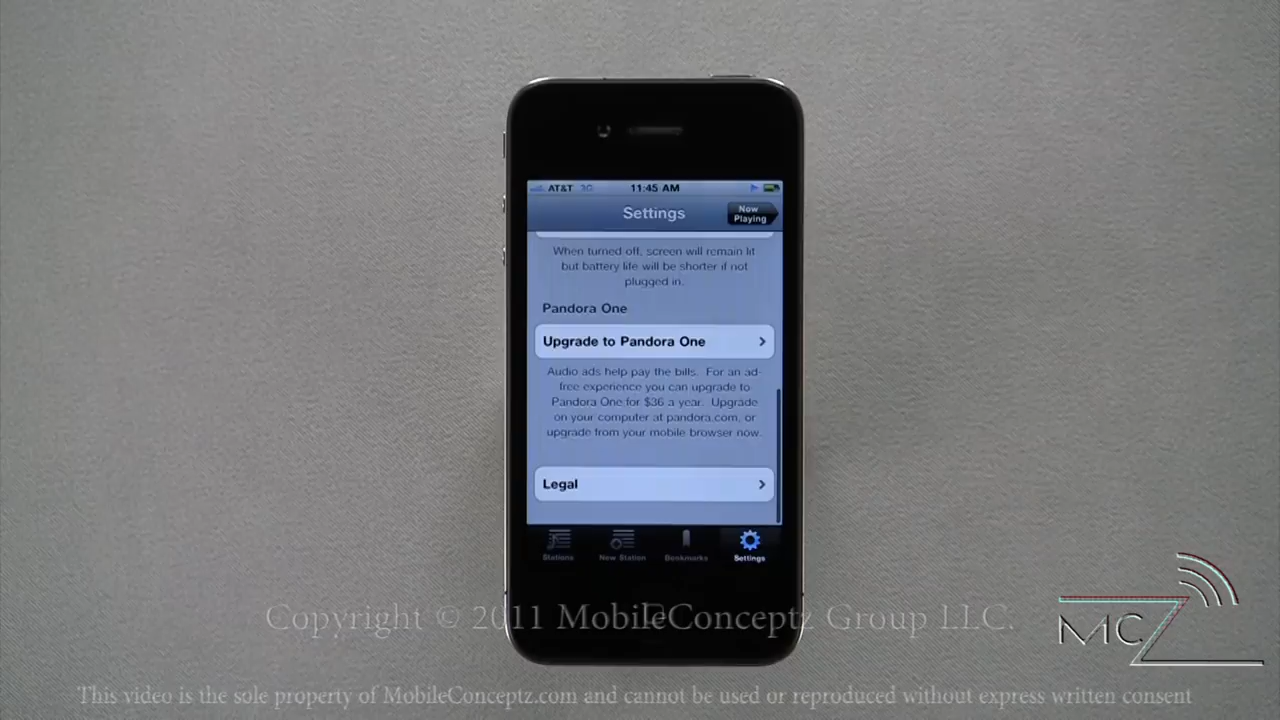 AT&T 3G 11:45 AM
Settings
Now
Playing
When turned off, screen will remain lit
but battery life will be shorter if not
plugged in.
Pandora One
Upgrade to Pandora One
Audio ads help pay the bills. For an ad-
free experience you can upgrade to
Pandora One for $36 a year. Upgrade
on your computer at pandora.com, or
upgrade from your mobile browser now.
Legal
Stations New Station Bookmarks Settings
Copyright © 2011 MobileConceptz Group LLC.
MCZ
This video is the sole property of MobileConceptz.com and cannot be used or reproduced without express written consent